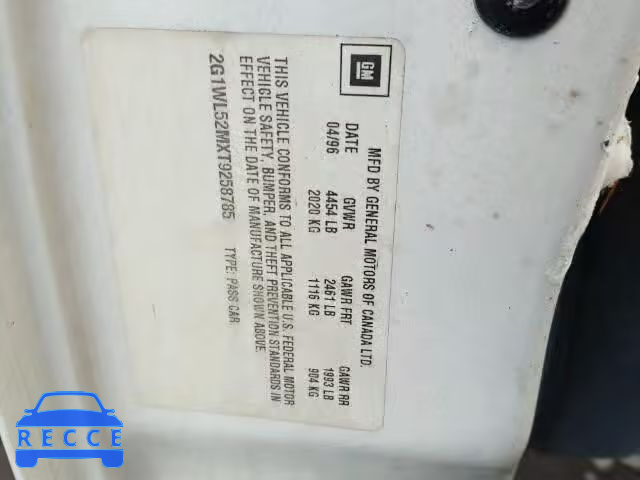 GM
MFD BY GENERAL MOTORS OF CANADA LTD.
DATE GVWR GAWR FRT GAWR RR
04/96 4454 LB 2461 LB 1993 LB
2020 KG 1116 KG 904 KG
THIS VEHICLE CONFORMS TO ALL APPLICABLE U.S. FEDERAL MOTOR
VEHICLE SAFETY, BUMPER, AND THEFT PREVENTION STANDARDS IN
EFFECT ON THE DATE OF MANUFACTURE SHOWN ABOVE.
2G1WL52MXT9258785 TYPE: PASS CAR
RECCE